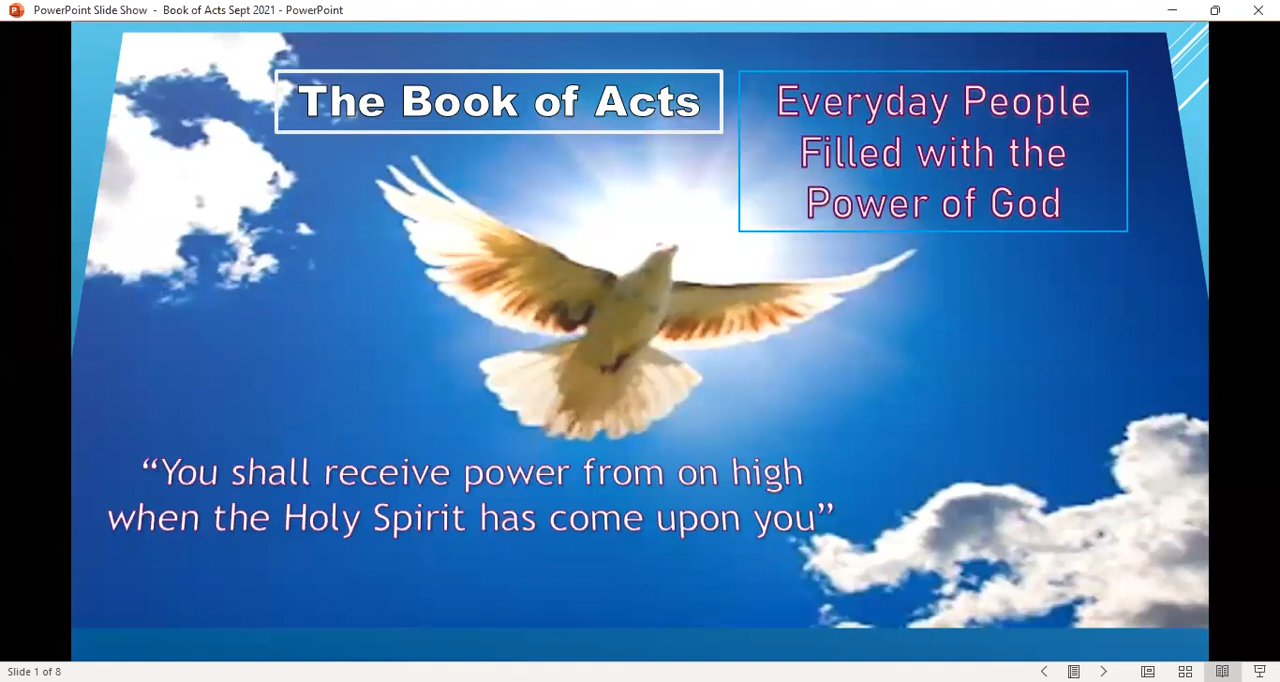 PowerPoint Slide Show - Book of Acts Sept 2021 - PowerPoint
The Book of Acts
Everyday People
Filled with the
Power of God
“You shall receive power from on high
when the Holy Spirit has come upon you”
Slide 1 of 8